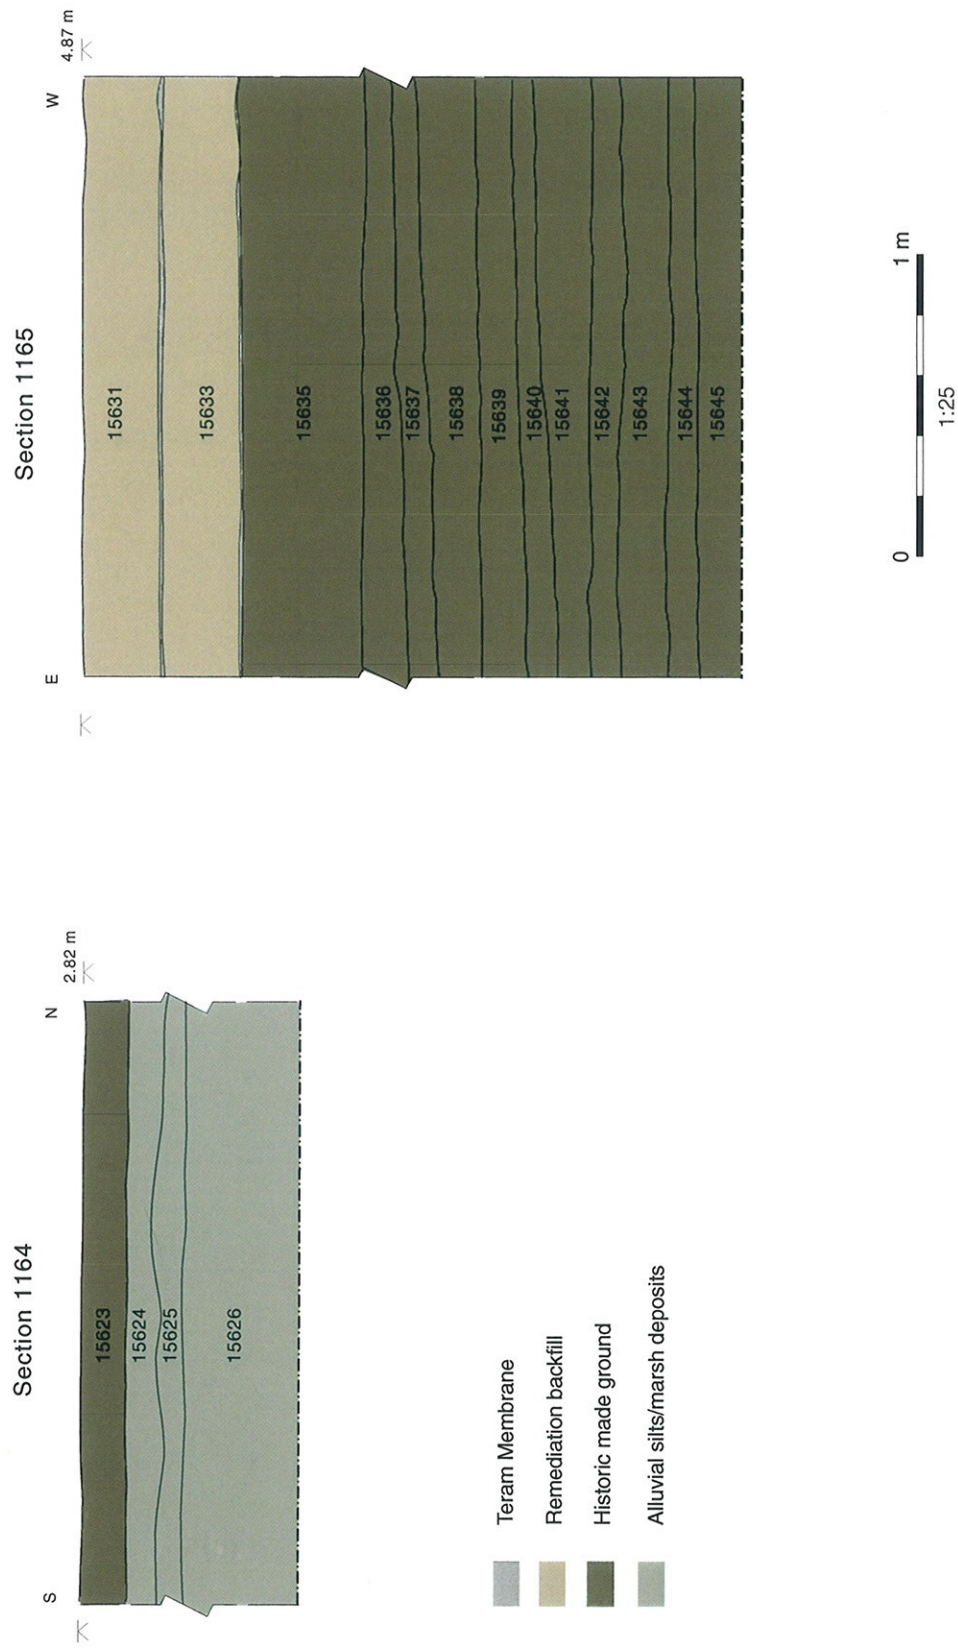 Section 1164
S
N
2.82 m
15623
15624
15625
15626
Section 1165
E
W
4.87 m
15631
15633
15635
15636
15637
15638
15639
15640
15641
15642
15643
15644
15645
Teram Membrane
Remediation backfill
Historic made ground
Alluvial silts/marsh deposits
0
1 m
1:25